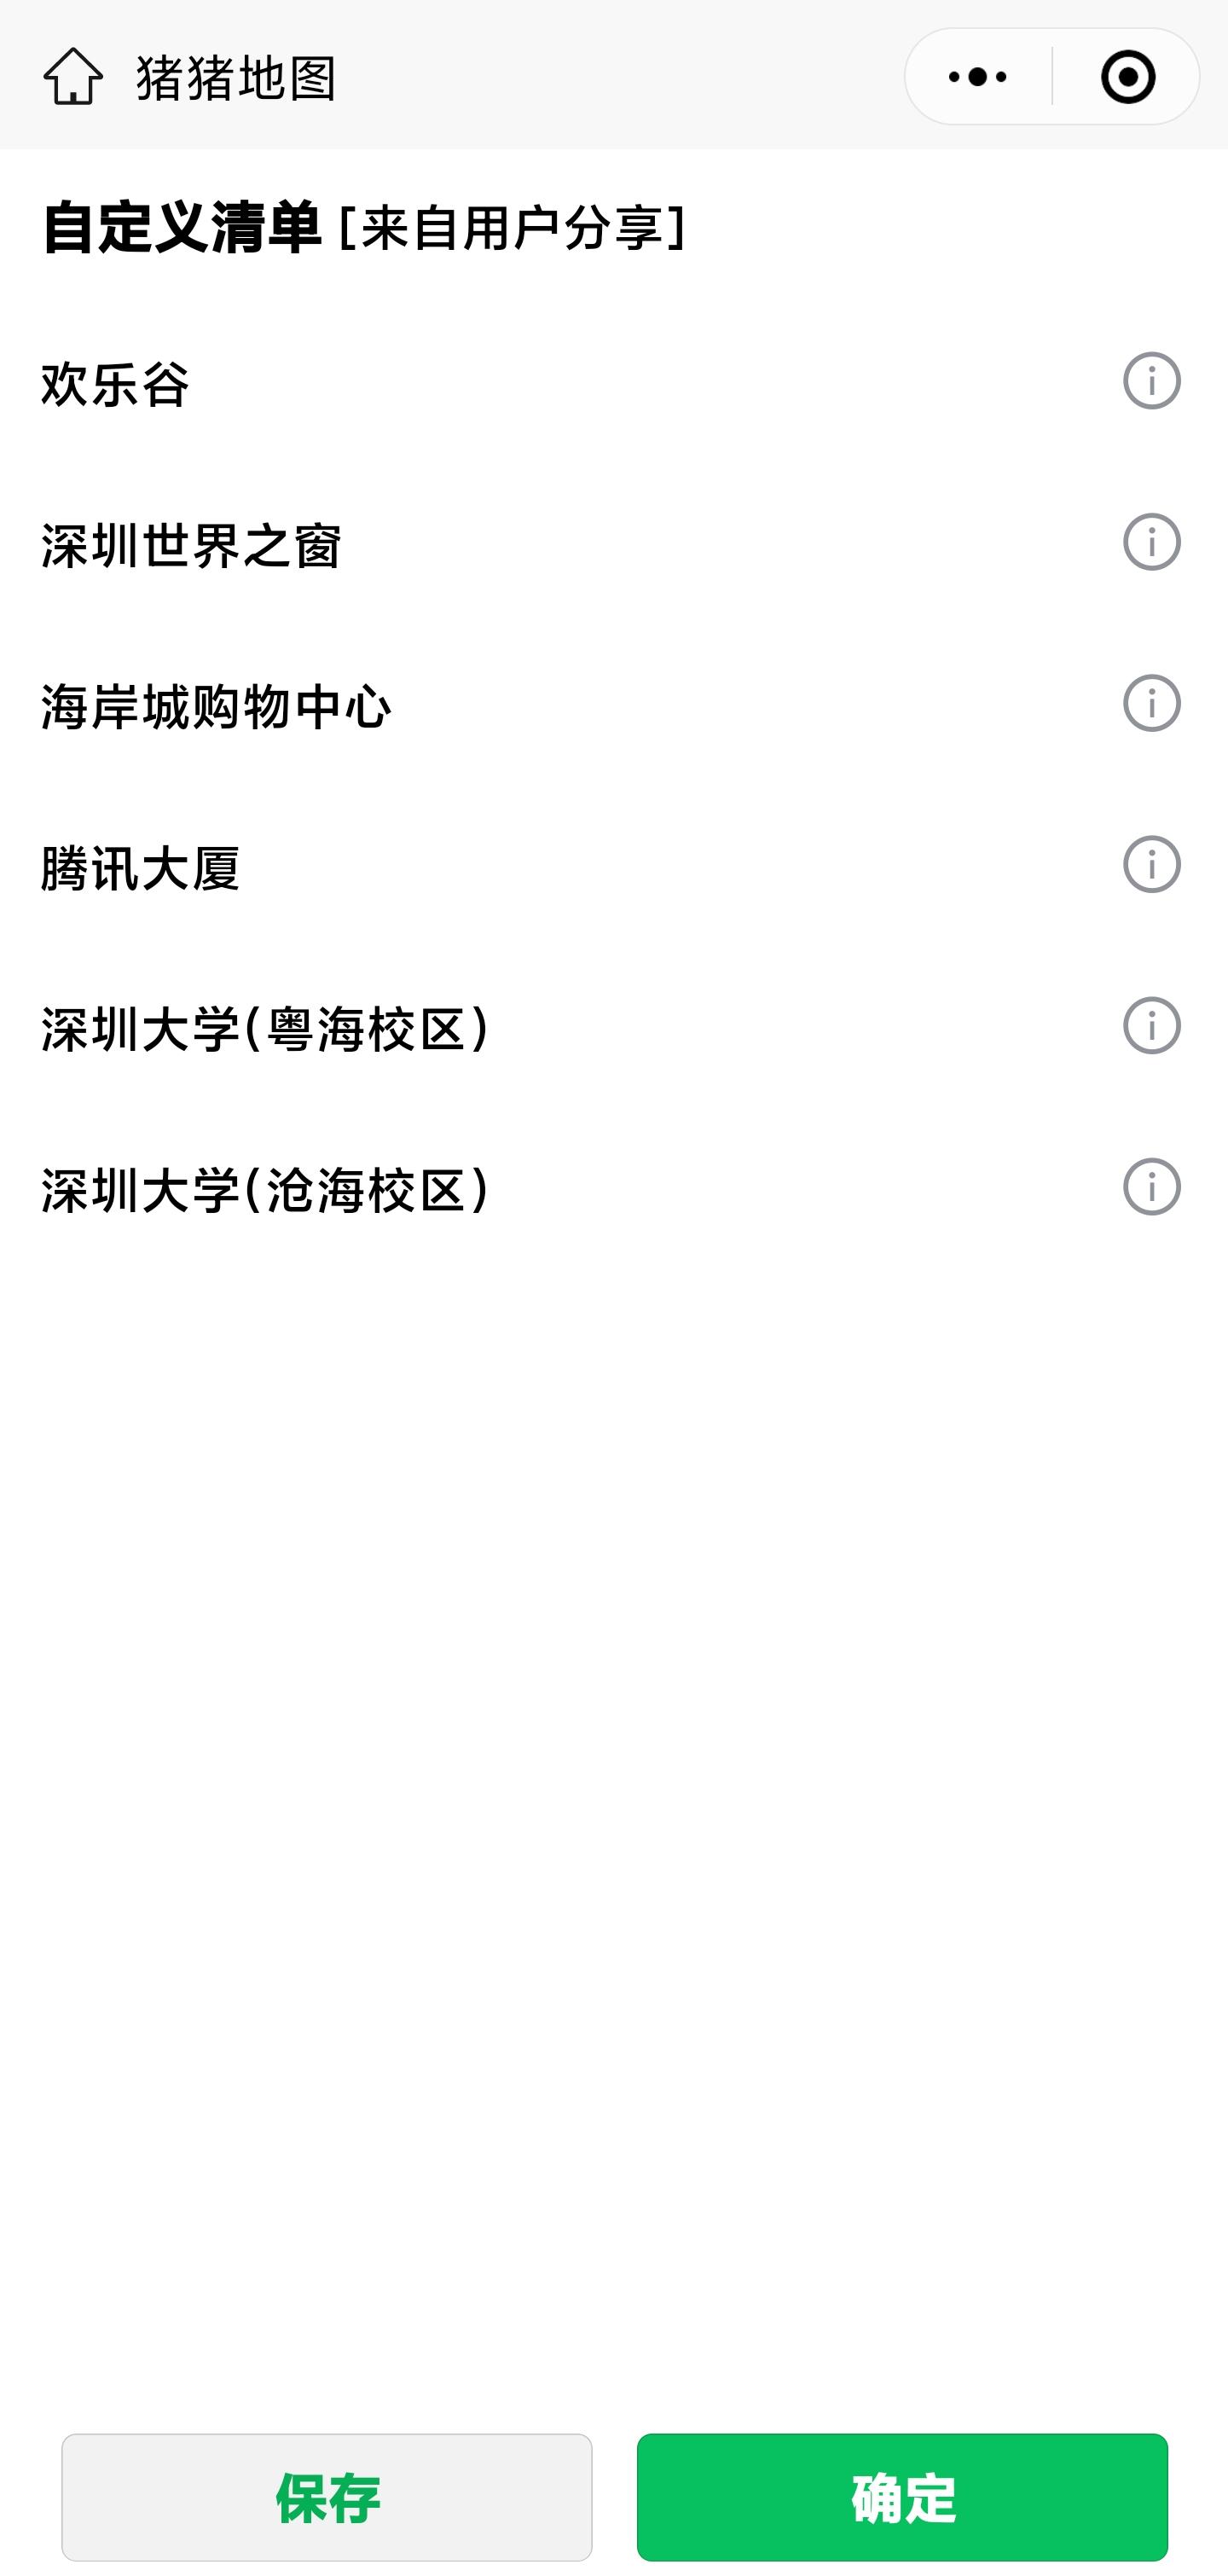 猪猪地图
自定义清单 [来自用户分享]
欢乐谷
深圳世界之窗
海岸城购物中心
腾讯大厦
深圳大学(粤海校区)
深圳大学(沧海校区)
保存
确定